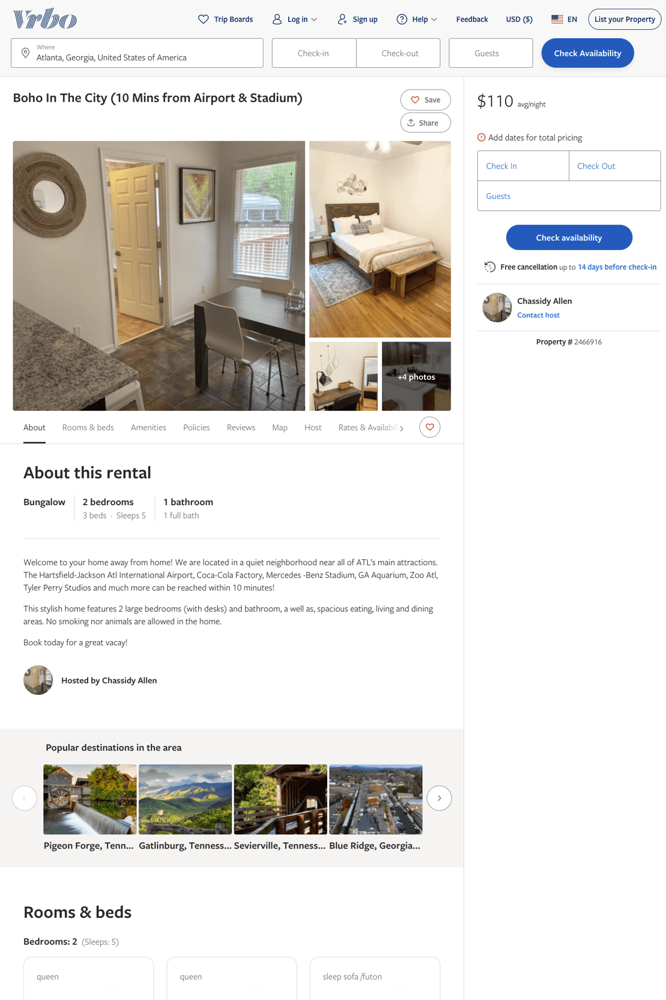 Vrbo
Trip Boards
Log in
Sign up
Help
Feedback
USD ($)
EN
List your Property
Where
Atlanta, Georgia, United States of America
Check-in
Check-out
Guests
Check Availability
Boho In The City (10 Mins from Airport & Stadium)
Save
Share
+4 photos
$110 avg/night
Add dates for total pricing
Check In
Check Out
Guests
Check availability
Free cancellation up to 14 days before check-in
Chassidy Allen
Contact host
Property # 2466916
About
Rooms & beds
Amenities
Policies
Reviews
Map
Host
Rates & Availabili
About this rental
Bungalow
2 bedrooms
3 beds · Sleeps 5
1 bathroom
1 full bath
Welcome to your home away from home! We are located in a quiet neighborhood near all of ATL’s main attractions.
The Hartsfield-Jackson Atl International Airport, Coca-Cola Factory, Mercedes -Benz Stadium, GA Aquarium, Zoo Atl,
Tyler Perry Studios and much more can be reached within 10 minutes!
This stylish home features 2 large bedrooms (with desks) and bathroom, a well as, spacious eating, living and dining
areas. No smoking nor animals are allowed in the home.
Book today for a great vacay!
Hosted by Chassidy Allen
Popular destinations in the area
Pigeon Forge, Tenn...
Gatlinburg, Tenness...
Sevierville, Tenness...
Blue Ridge, Georgia...
Rooms & beds
Bedrooms: 2 (Sleeps: 5)
queen
queen
sleep sofa /futon